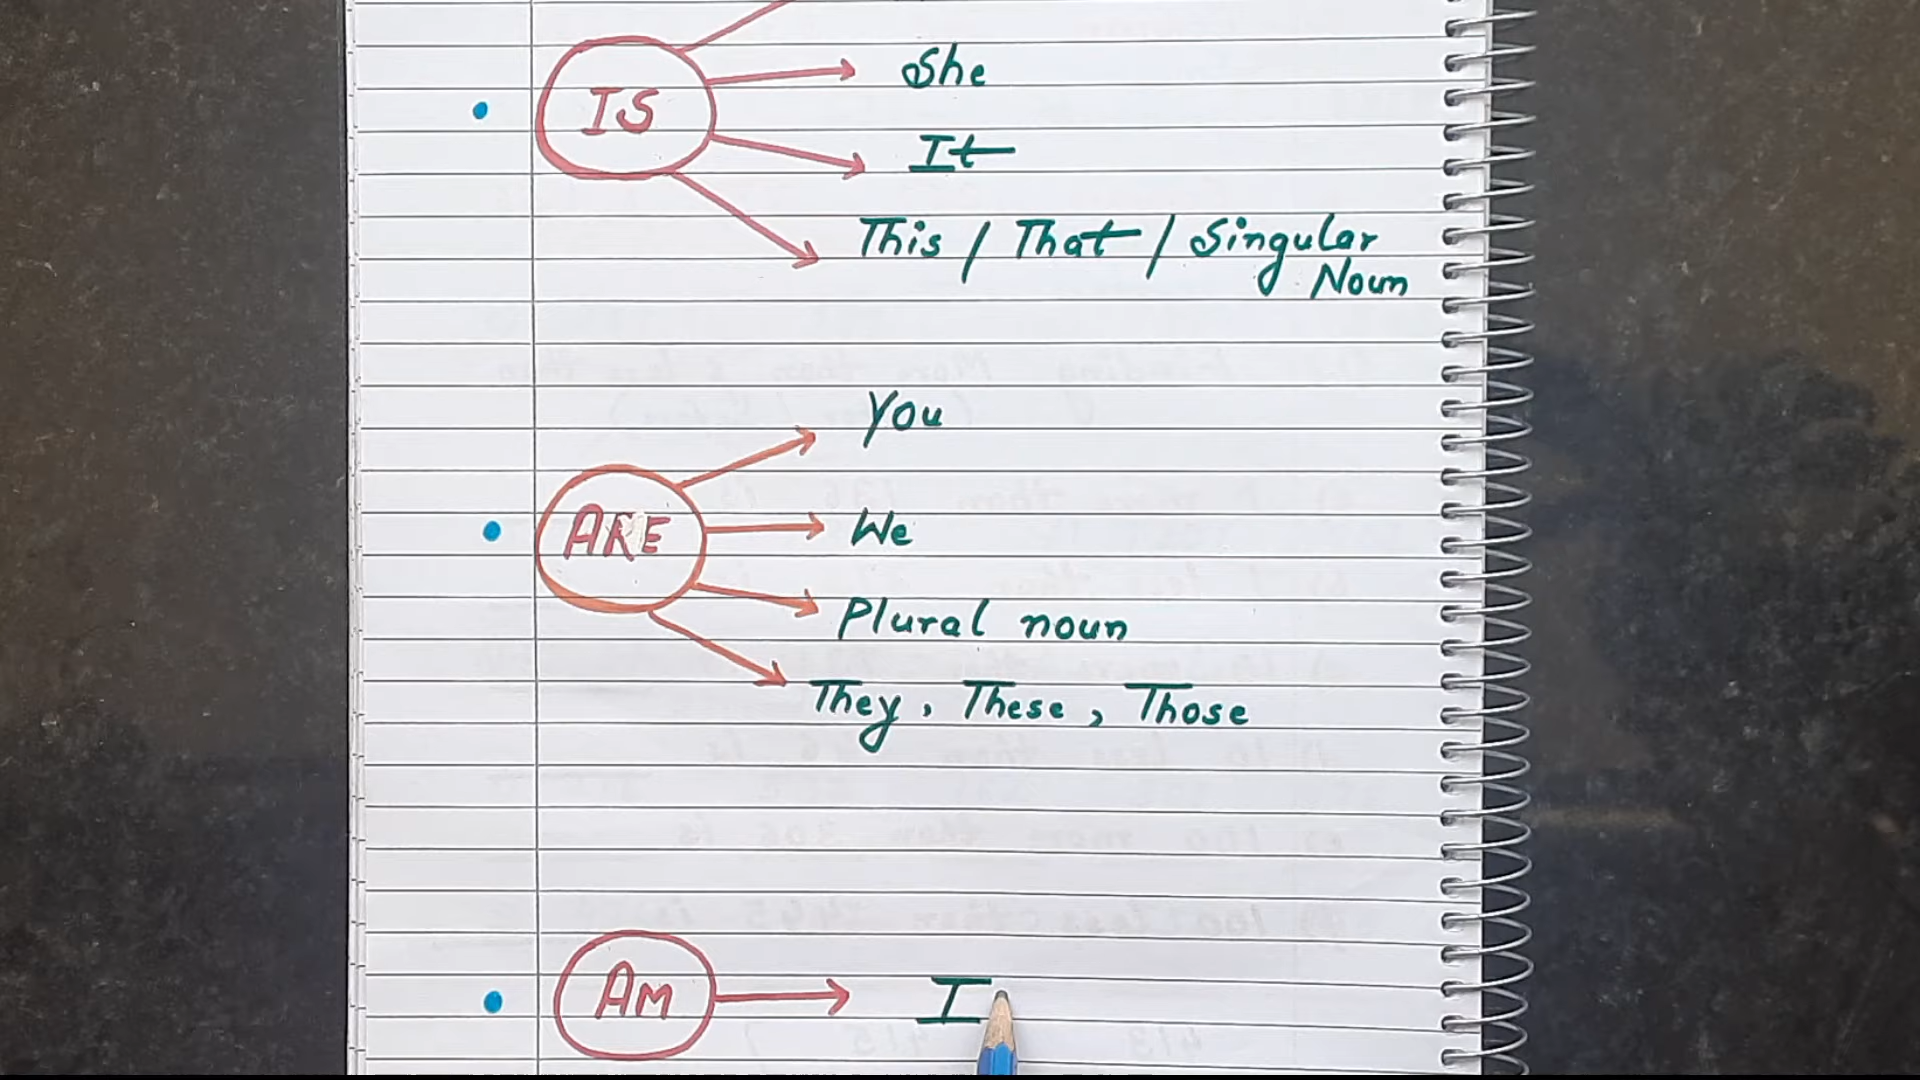 She
IS
It
This / That / Singular
Noun
You
ARE
We
Plural noun
They, These, Those
AM
I